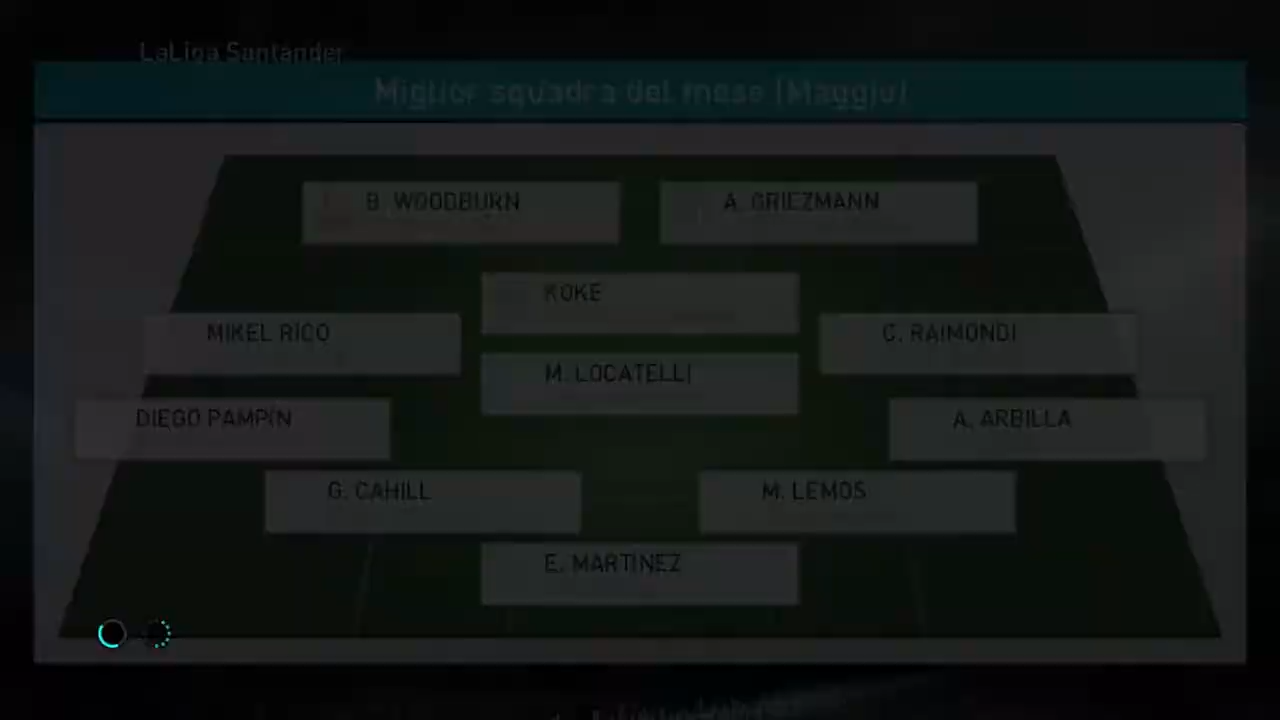 LaLiga Santander
Miglior squadra del mese (Maggio)
B. WOODBURN
A. GRIEZMANN
KOKE
MIKEL RICO
C. RAIMONDI
M. LOCATELLI
DIEGO PAMPÍN
A. ARBILLA
G. CAHILL
M. LEMOS
E. MARTÍNEZ